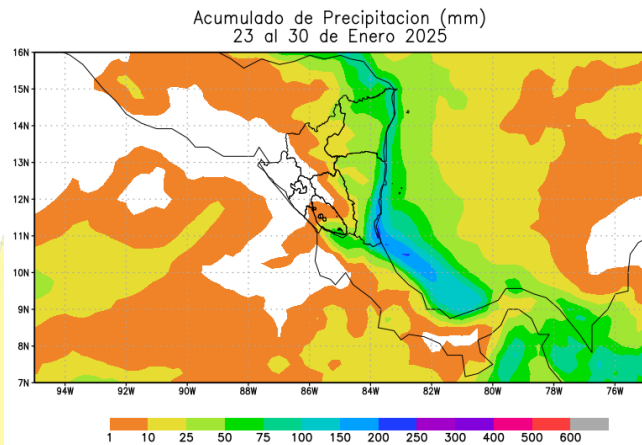 Acumulado de Precipitacion (mm)
23 al 30 de Enero 2025
16N
15N
14N
13N
12N
11N
10N
9N
8N
7N
94W 92W 90W 88W 86W 84W 82W 80W 78W 76W
1 10 25 50 75 100 150 200 250 300 400 500 600